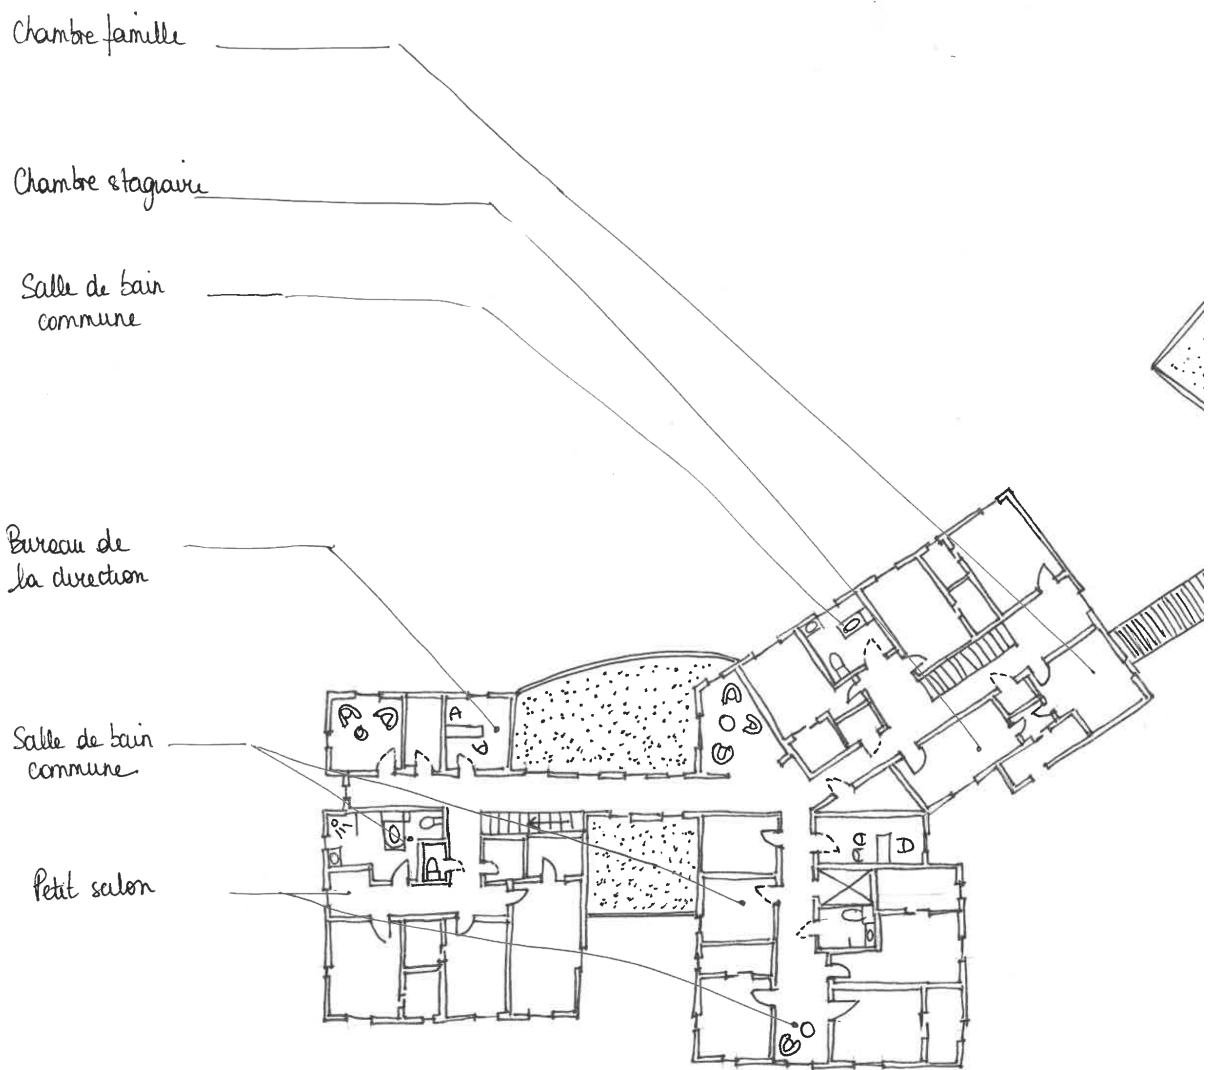 Chambre famille
Chambre stagiaire
Salle de bain
commune
Bureau de
la direction
Salle de bain
commune
Petit salon